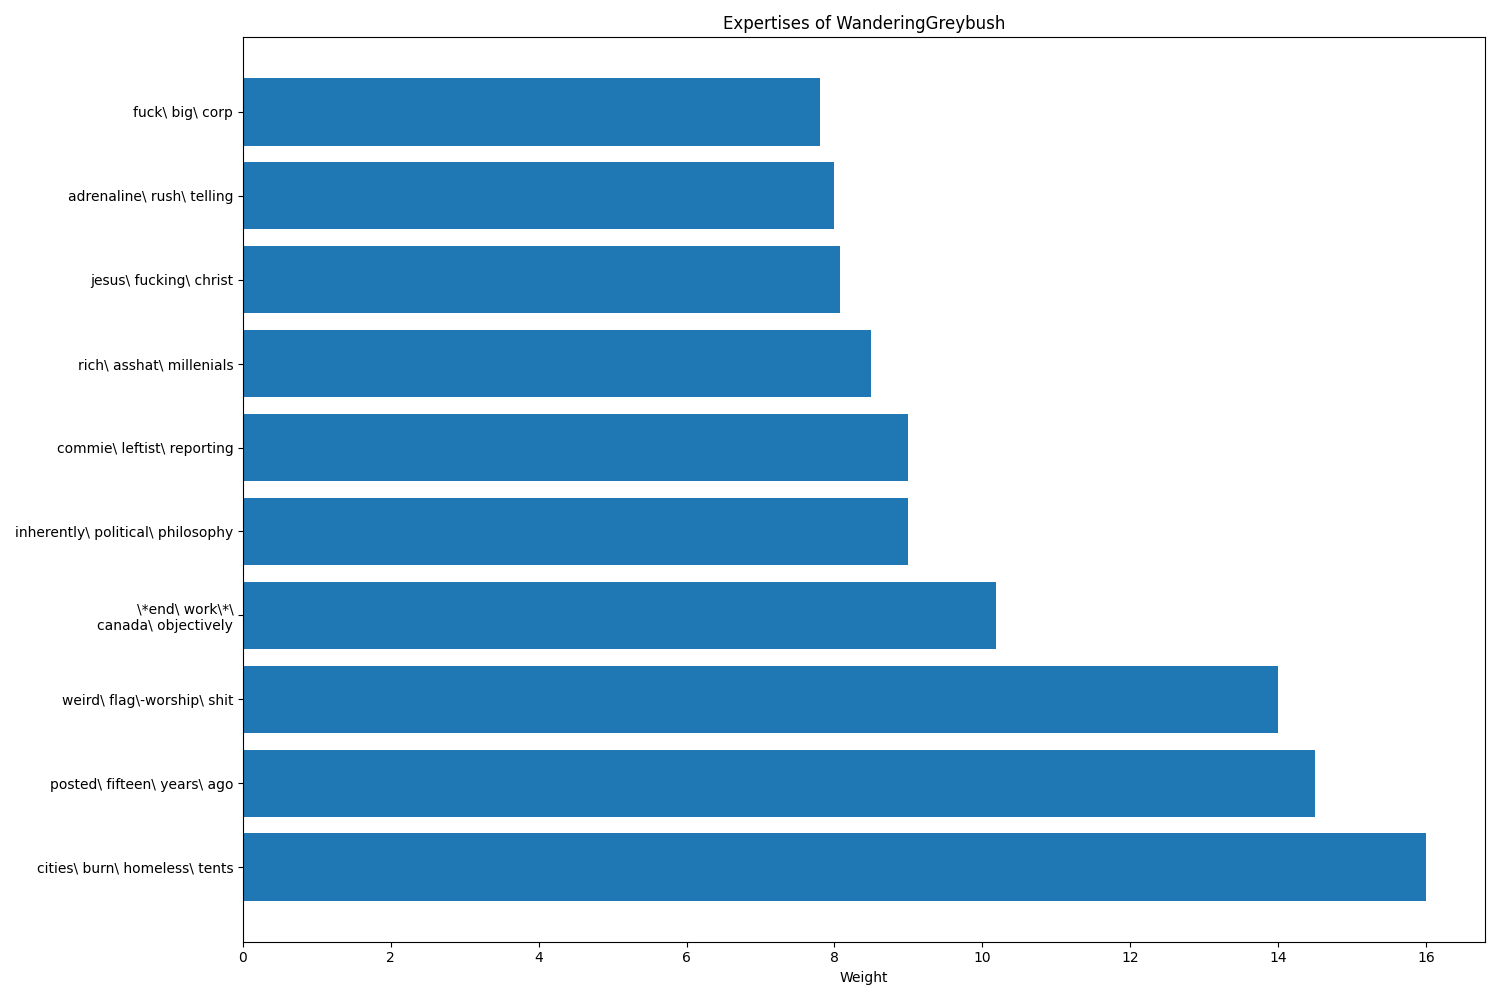 Expertises of WanderingGreybush
fuck\ big\ corp
adrenaline\ rush\ telling
jesus\ fucking\ christ
rich\ asshat\ millenials
commie\ leftist\ reporting
inherently\ political\ philosophy
\*end\ work\*\
canada\ objectively
weird\ flag\-worship\ shit
posted\ fifteen\ years\ ago
cities\ burn\ homeless\ tents
0 2 4 6 8 10 12 14 16
Weight